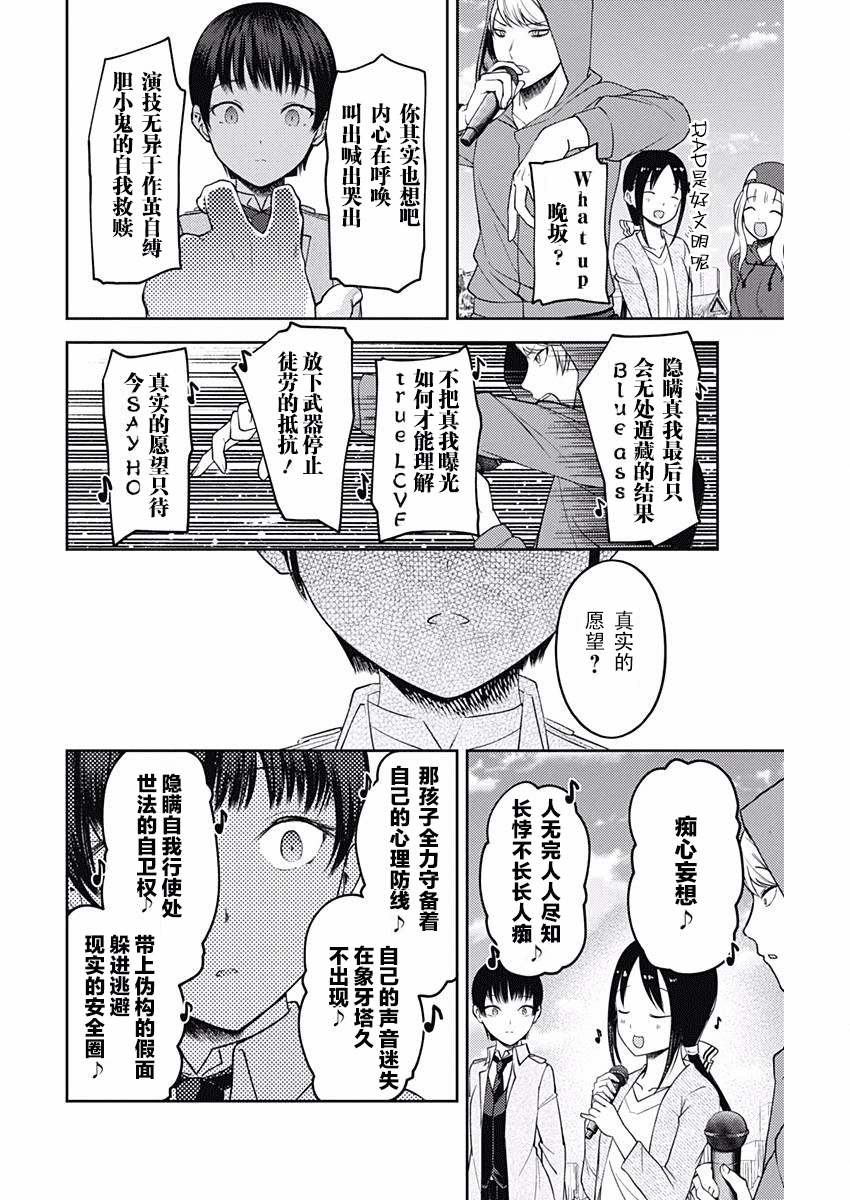 RAP是好文明呢
What up
晚坂？
你其实也想吧
内心在呼唤
叫出喊出哭出
演技无异于作茧自缚
胆小鬼的自我救赎
隐瞒真我最后只
会无处遁藏的结果
Blue ass
不把真我曝光
如何才能理解
true LOVE
放下武器停止
徒劳的抵抗！
真实的愿望只待
今SAY HO
真实的
愿望？
痴心妄想♪
人无完人人尽知
长悖不长长人痴♪
那孩子全力守备着
自己的心理防线♪
自己的声音迷失
在象牙塔久
不出现♪
隐瞒自我行使处
世法的自卫权♪
带上伪构的假面
躲进逃避
现实的安全圈♪